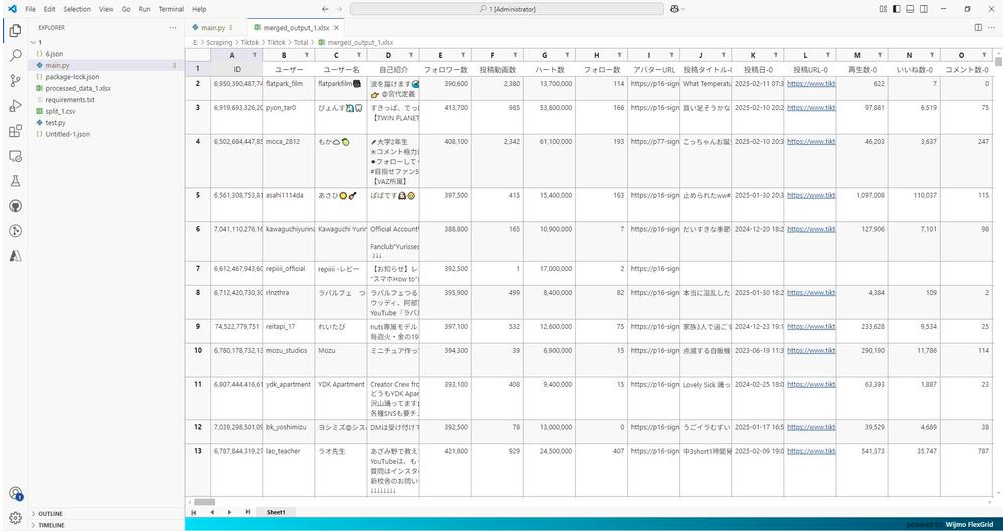 File Edit Selection View Go Run Terminal Help
1 [Administrator]
EXPLORER
main.py 3
merged_output_1.xlsx
1
E: > Scraping > Tiktok > Tiktok > Total > merged_output_1.xlsx
6.json
main.py 3
package-lock.json
processed_data_1.xlsx
requirements.txt
split_1.csv
test.py
Untitled-1.json
A B C D E F G H I J K L M N O
1 ID ユーザー ユーザー名 自己紹介 フォロワー数 投稿動画数 ハート数 フォロー数 アバターURL 投稿タイトル- 投稿日-0 投稿URL-0 再生数-0 いいね数-0 コメント数-0
2 6,950,390,487,74 flatpark_film flatparkfilm 波を届けます 390,600 2,380 13,700,000 114 https://p16-sign What Temperatu 2025-02-11 07:3 https://www.tikt 622 7 0
@宮代定義
3 6,919,693,326,20 pyon_tar0 ぴょんす 413,700 985 53,800,000 166 https://p16-sign 買い足そうかな 2025-02-10 20:2 https://www.tikt 97,881 6,519 75
【TWIN PLANET
4 6,502,684,447,85 moca_2812 もか 大学2年生 408,100 2,342 61,100,000 193 https://p77-sign こっちゃんお誕 2025-02-10 20:3 https://www.tikt 46,203 3,637 247
コメント極力
フォローして
#目指せファンS
【VAZ所属】
5 6,561,308,753,81 asahi1114da あさひ ぱぱです 397,500 415 15,400,000 163 https://p16-sign 止められたww# 2025-01-30 20:3 https://www.tikt 1,097,008 110,037 115
6 7,041,110,276,16 kawaguchiyurina Kawaguchi Yurin Official Account 388,800 165 10,900,000 7 https://p16-sign だいすきな季節 2024-12-20 18:2 https://www.tikt 127,906 7,101 98
Fanclub"Yurisses
↓↓↓
7 6,612,467,943,60 repiiii_official repiiii -レピー 【お知らせ】レ 392,500 1 17,000,000 2 https://p16-sign
"スマホHow to"
8 6,712,420,730,30 rinzthra ラパルフェ つ ラパルフェつる 395,900 499 8,400,000 82 https://p16-sign 本当に混乱した 2025-01-30 18:2 https://www.tikt 4,384 109 2
ウッディ、阿部
YouTube「ラパ
9 74,522,779,751 reitapi_17 れいたぴ nuts専属モデル 397,100 532 12,600,000 75 https://p16-sign 家族3人で過ご 2024-12-23 19:1 https://www.tikt 233,628 9,534 25
毎週火・金の19
10 6,780,178,732,13 mozu_studios Mozu ミニチュア作っ 394,300 39 6,900,000 15 https://p16-sign 点滅する自販機 2023-06-19 11:3 https://www.tikt 290,190 11,786 114
11 6,807,444,416,61 ydk_apartment YDK Apartment Creator Crew fro 393,100 408 9,400,000 15 https://p16-sign Lovely Sick 踊っ 2024-02-25 18:0 https://www.tikt 63,393 1,887 23
どうもYDK Apar
沢山踊ってます
各種SNSも要チ
12 7,039,298,501,09 bk_yoshimizu ヨシミズ@シス DMは受け付け 392,500 78 13,000,000 0 https://p16-sign うごイラむずい 2025-01-17 16:5 https://www.tikt 39,529 4,689 38
13 6,787,844,319,27 lao_teacher ラオ先生 あざみ野で教え 421,800 929 24,500,000 407 https://p16-sign 中3short1時間見 2025-02-09 19:0 https://www.tikt 541,373 35,747 787
YouTubeは、も
質問はインスタ
新校舎のお問い
↓↓↓↓↓↓↓↓
OUTLINE
TIMELINE
Sheet1
powered by Wijmo FlexGrid